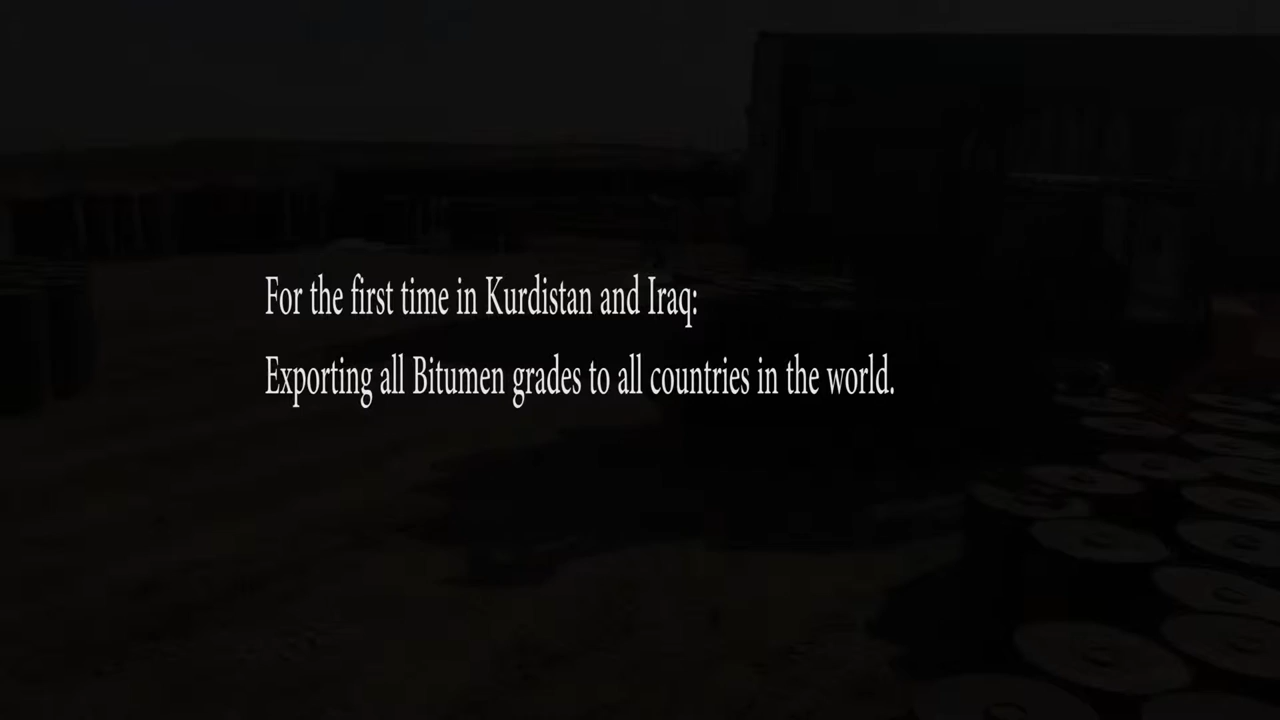 For the first time in Kurdistan and Iraq:
Exporting all Bitumen grades to all countries in the world.